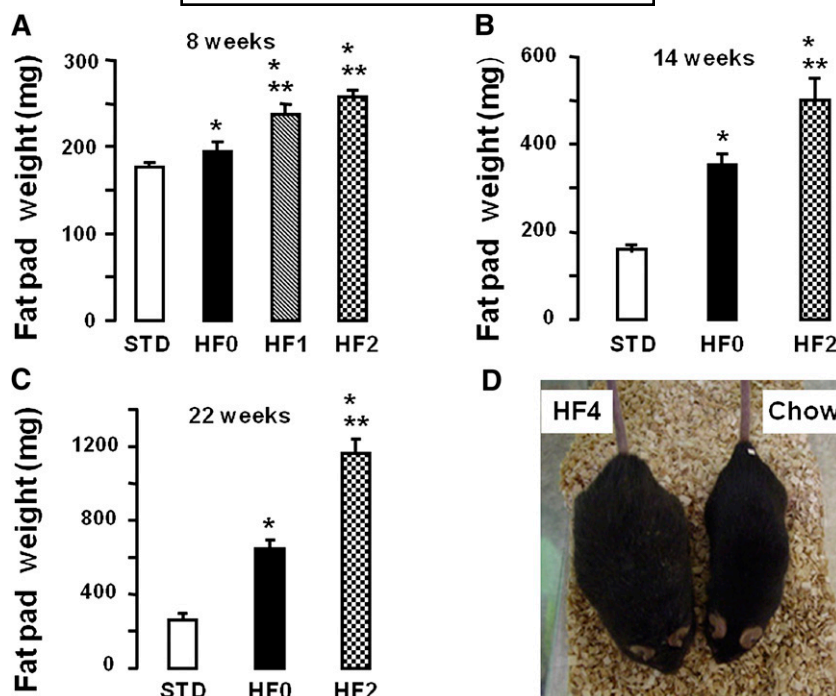 A
8 weeks
Fat pad weight (mg)
300
200
100
0
*
*
**
*
**
STD HF0 HF1 HF2
B
14 weeks
Fat pad weight (mg)
600
400
200
0
*
*
**
STD HF0 HF2
C
22 weeks
Fat pad weight (mg)
1200
800
400
0
*
*
**
STD HF0 HF2
D
HF4 Chow